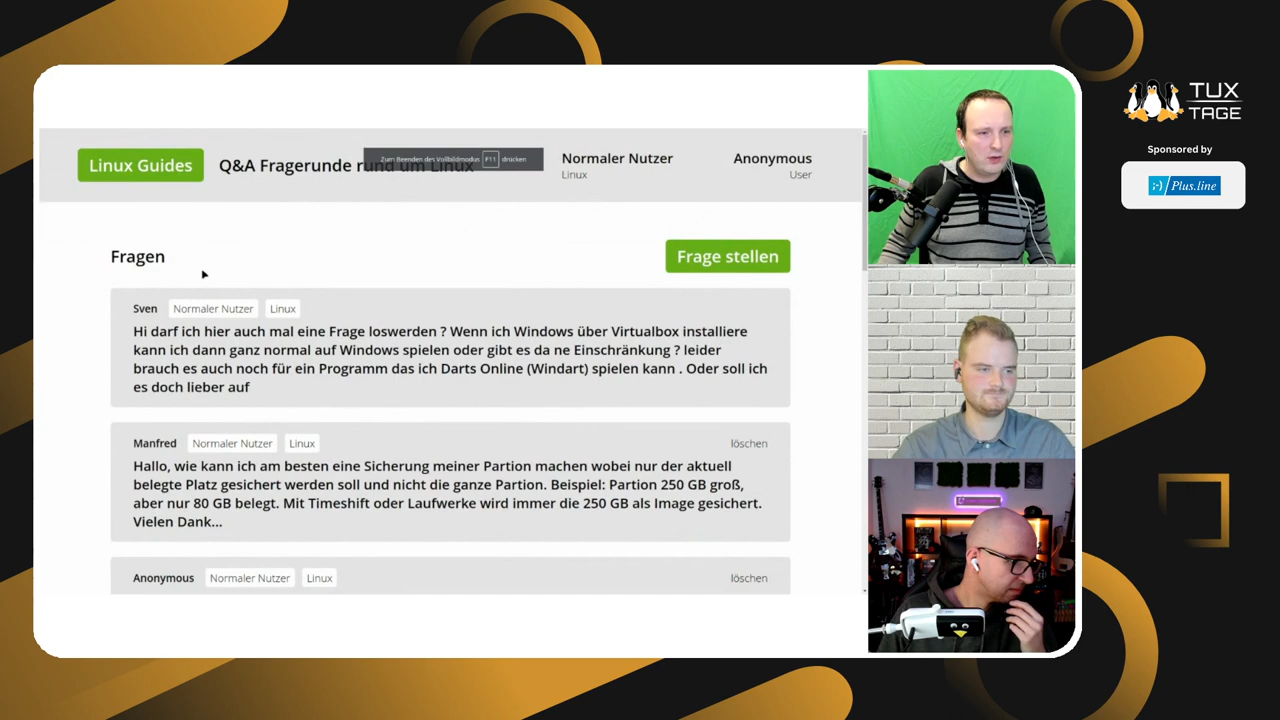 Linux Guides
Q&A Fragerunde rund um Linux
Zum Beenden des Vollbildmodus F11 drücken
Normaler Nutzer
Linux
Anonymous
User
Fragen
Frage stellen
Sven Normaler Nutzer Linux
Hi darf ich hier auch mal eine Frage loswerden ? Wenn ich Windows über Virtualbox installiere
kann ich dann ganz normal auf Windows spielen oder gibt es da ne Einschränkung ? leider
brauch es auch noch für ein Programm das ich Darts Online (Windart) spielen kann . Oder soll ich
es doch lieber auf
Manfred Normaler Nutzer Linux löschen
Hallo, wie kann ich am besten eine Sicherung meiner Partion machen wobei nur der aktuell
belegte Platz gesichert werden soll und nicht die ganze Partion. Beispiel: Partion 250 GB groß,
aber nur 80 GB belegt. Mit Timeshift oder Laufwerke wird immer die 250 GB als Image gesichert.
Vielen Dank...
Anonymous Normaler Nutzer Linux löschen
TUX
TAGE
Sponsored by
:-) Plus.line